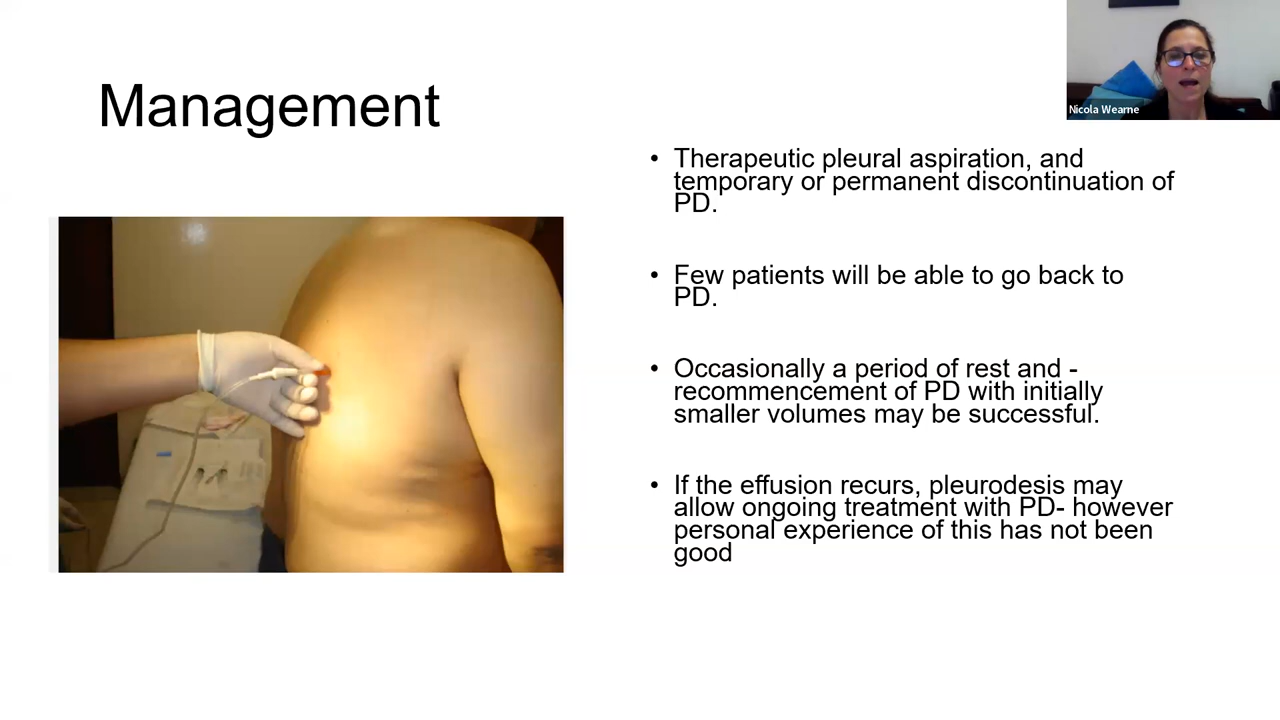 Management
Nicola Wearne
• Therapeutic pleural aspiration, and
temporary or permanent discontinuation of
PD.
• Few patients will be able to go back to
PD.
• Occasionally a period of rest and -
recommencement of PD with initially
smaller volumes may be successful.
• If the effusion recurs, pleurodesis may
allow ongoing treatment with PD- however
personal experience of this has not been
good